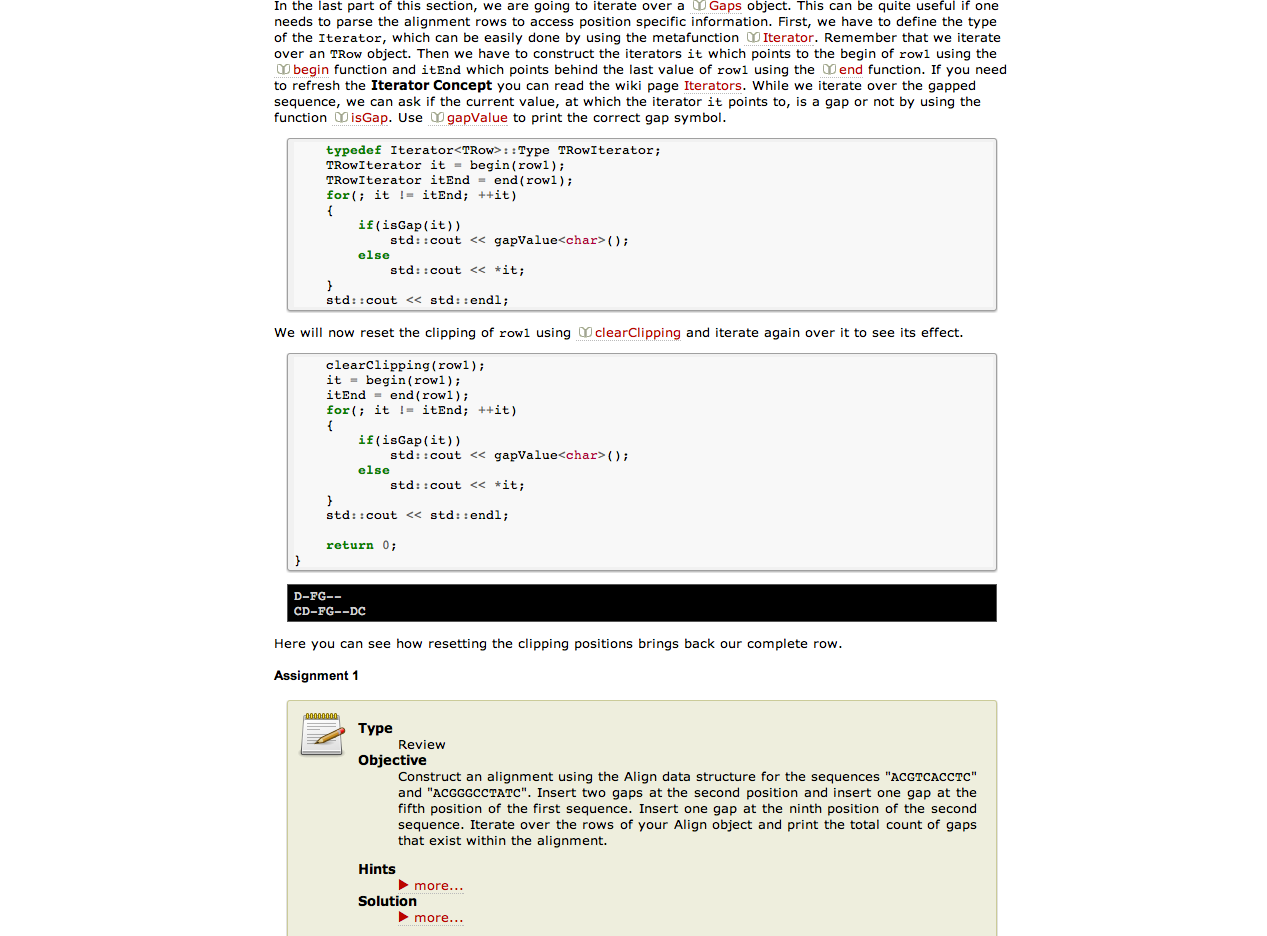 In the last part of this section, we are going to iterate over a Gaps object. This can be quite useful if one
needs to parse the alignment rows to access position specific information. First, we have to define the type
of the Iterator, which can be easily done by using the metafunction Iterator. Remember that we iterate
over an TRow object. Then we have to construct the iterators it which points to the begin of row1 using the
begin function and itEnd which points behind the last value of row1 using the end function. If you need
to refresh the Iterator Concept you can read the wiki page Iterators. While we iterate over the gapped
sequence, we can ask if the current value, at which the iterator it points to, is a gap or not by using the
function isGap. Use gapValue to print the correct gap symbol.
typedef Iterator<TRow>::Type TRowIterator;
TRowIterator it = begin(row1);
TRowIterator itEnd = end(row1);
for(; it != itEnd; ++it)
{
if(isGap(it))
std::cout << gapValue<char>();
else
std::cout << *it;
}
std::cout << std::endl;
We will now reset the clipping of row1 using clearClipping and iterate again over it to see its effect.
clearClipping(row1);
it = begin(row1);
itEnd = end(row1);
for(; it != itEnd; ++it)
{
if(isGap(it))
std::cout << gapValue<char>();
else
std::cout << *it;
}
std::cout << std::endl;
return 0;
}
D-FG--
CD-FG--DC
Here you can see how resetting the clipping positions brings back our complete row.
Assignment 1
Type
Review
Objective
Construct an alignment using the Align data structure for the sequences "ACGTCACCTC"
and "ACGGGCCTATC". Insert two gaps at the second position and insert one gap at the
fifth position of the first sequence. Insert one gap at the ninth position of the second
sequence. Iterate over the rows of your Align object and print the total count of gaps
that exist within the alignment.
Hints
▶ more...
Solution
▶ more...